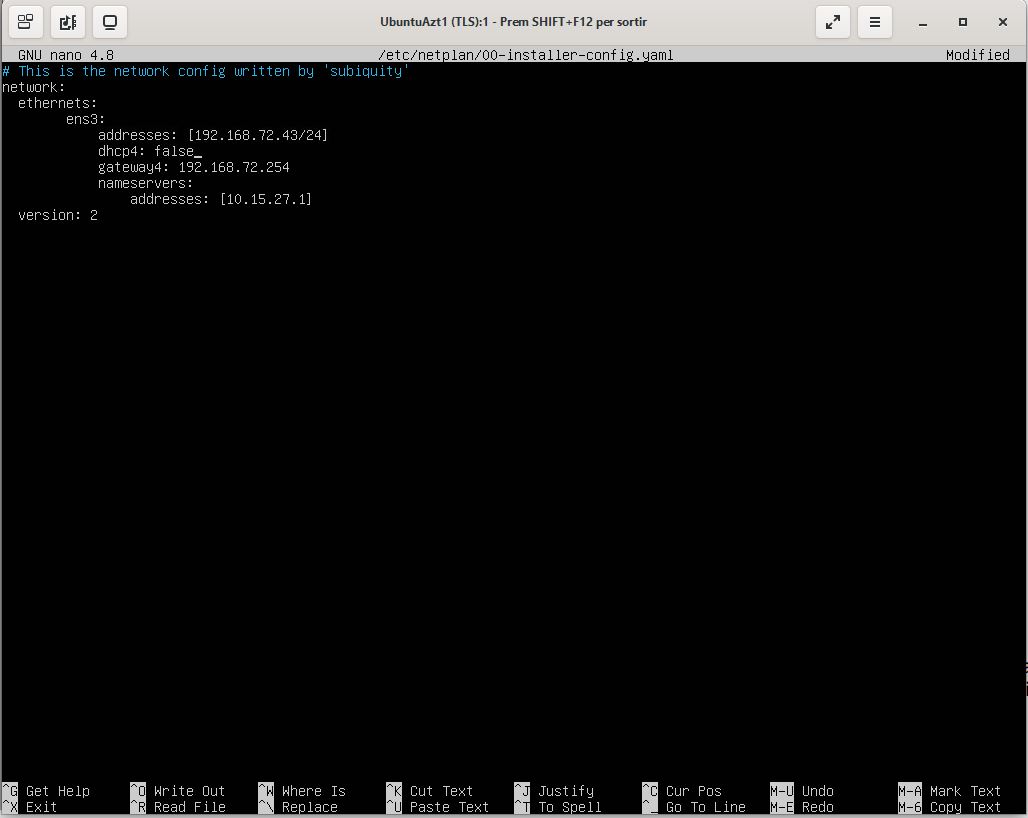 UbuntuAzt1 (TLS):1 - Prem SHIFT+F12 per sortir
GNU nano 4.8 /etc/netplan/00-installer-config.yaml Modified
# This is the network config written by 'subiquity'
network:
  ethernets:
        ens3:
            addresses: [192.168.72.43/24]
            dhcp4: false_
            gateway4: 192.168.72.254
            nameservers:
                addresses: [10.15.27.1]
  version: 2
^G Get Help ^O Write Out ^W Where Is ^K Cut Text ^J Justify ^C Cur Pos M-U Undo M-A Mark Text
^X Exit ^R Read File ^\ Replace ^U Paste Text ^T To Spell ^_ Go To Line M-E Redo M-6 Copy Text